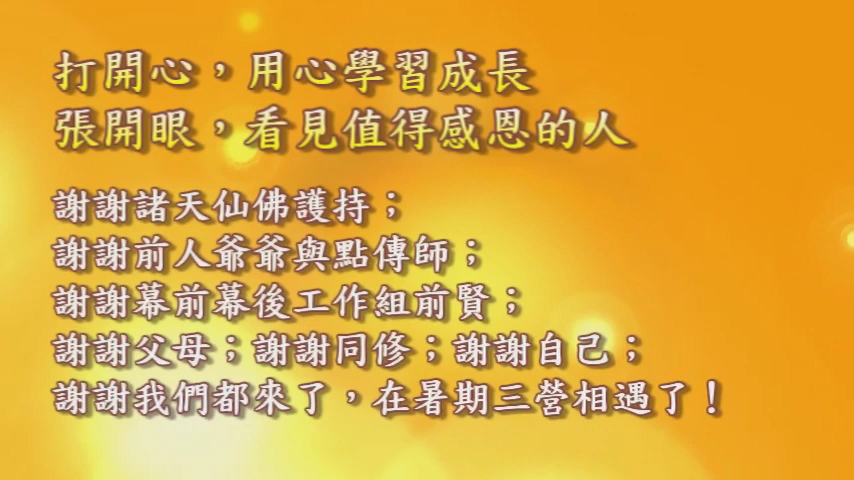 打開心，用心學習成長
張開眼，看見值得感恩的人
謝謝諸天仙佛護持；
謝謝前人爺爺與點傳師；
謝謝幕前幕後工作組前賢；
謝謝父母；謝謝同修；謝謝自己；
謝謝我們都來了，在暑期三營相遇了！